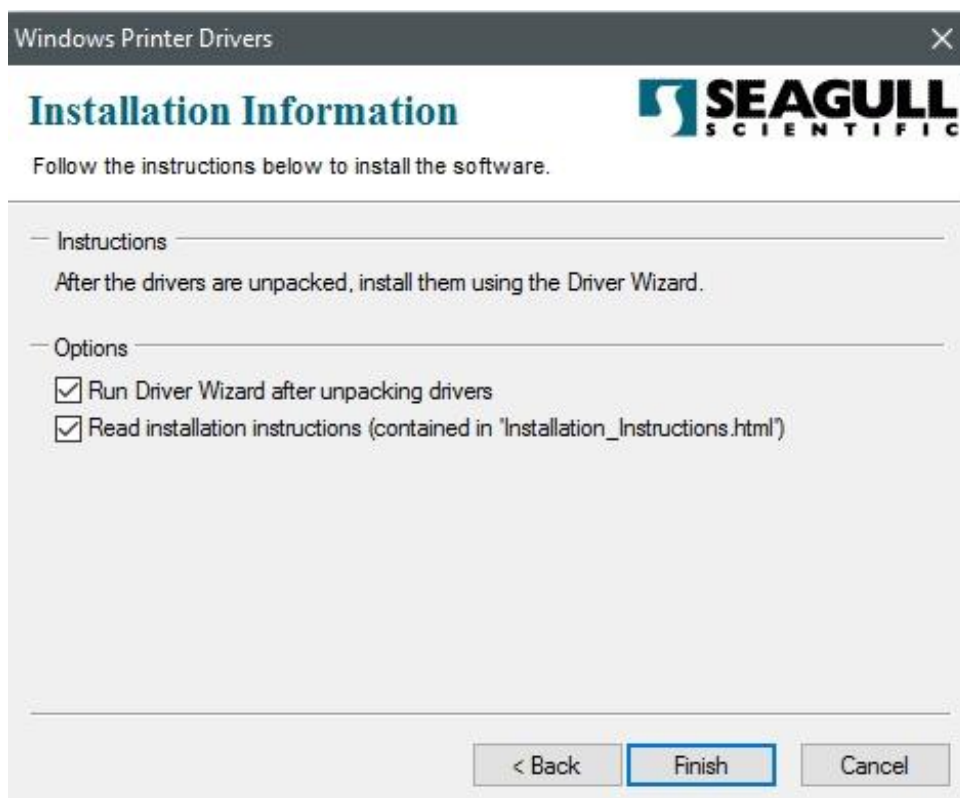 Windows Printer Drivers
Installation Information
SEAGULL
SCIENTIFIC
Follow the instructions below to install the software.
Instructions
After the drivers are unpacked, install them using the Driver Wizard.
Options
Run Driver Wizard after unpacking drivers
Read installation instructions (contained in 'Installation_Instructions.html')
< Back
Finish
Cancel